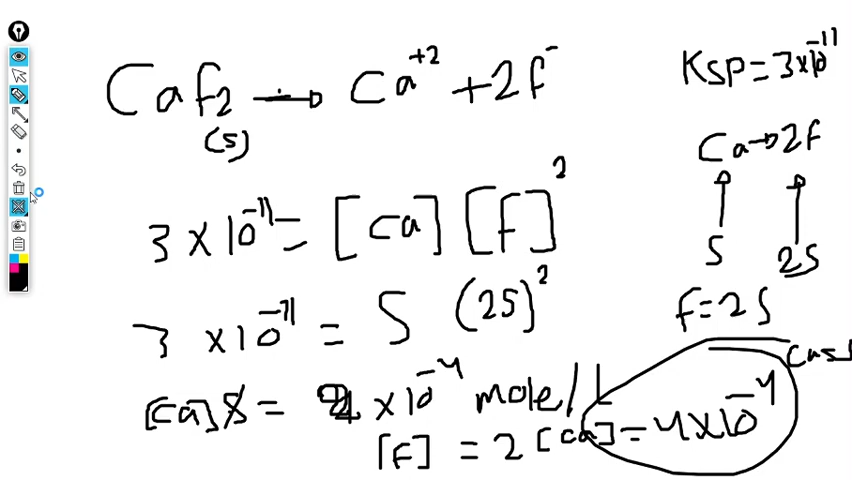 CaF2 → Ca+2 + 2F-
(s)
Ksp = 3x10-11
Ca → 2F
S 2S
F = 2S
3 x 10-11 = [Ca] [F]2
3 x 10-11 = S (2S)2
[Ca] S = 2 x 10-4 mole/L
[F] = 2 [Ca] = 4x10-4